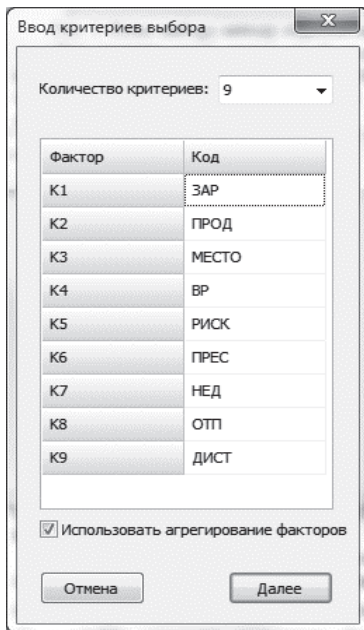 Ввод критериев выбора
Количество критериев: 9
Фактор Код
К1 ЗАР
К2 ПРОД
К3 МЕСТО
К4 ВР
К5 РИСК
К6 ПРЕС
К7 НЕД
К8 ОТП
К9 ДИСТ
Использовать агрегирование факторов
Отмена Далее